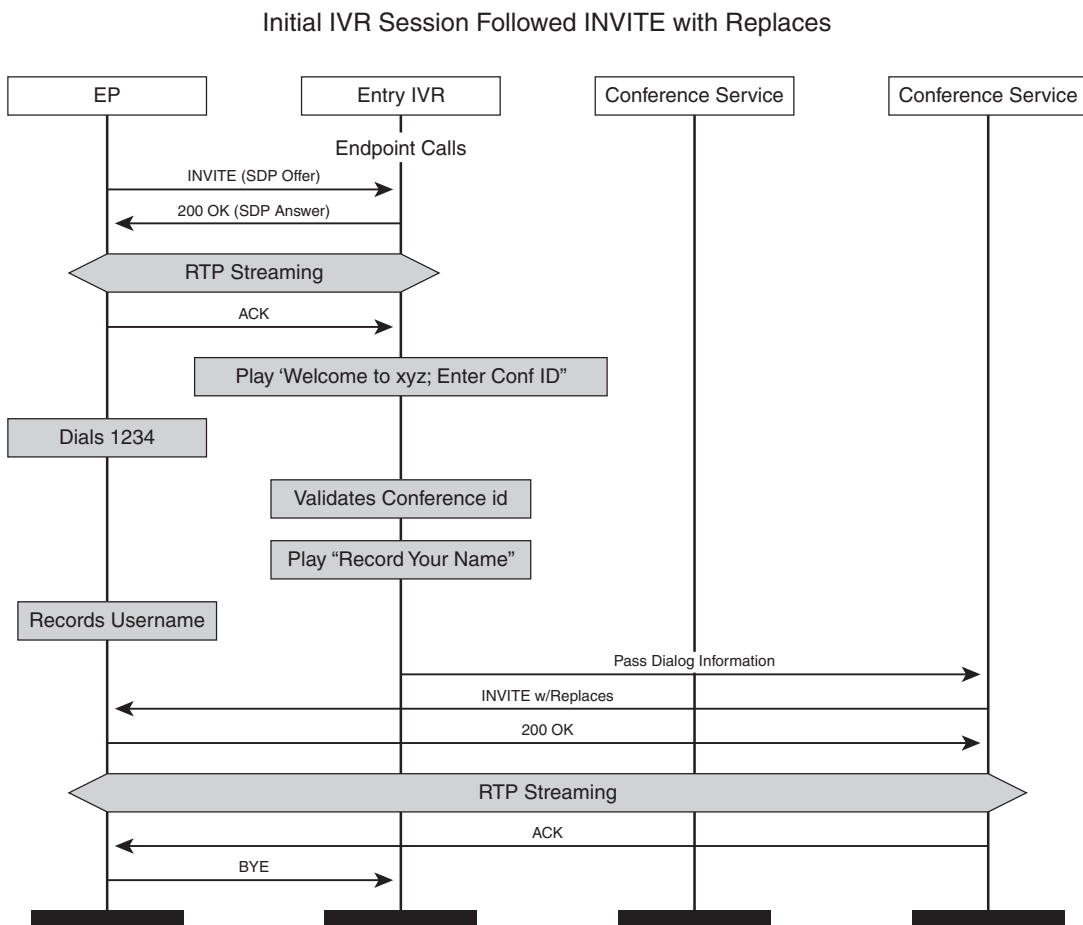 Initial IVR Session Followed INVITE with Replaces
EP
Entry IVR
Conference Service
Conference Service
Endpoint Calls
INVITE (SDP Offer)
200 OK (SDP Answer)
RTP Streaming
ACK
Play ‘Welcome to xyz; Enter Conf ID”
Dials 1234
Validates Conference id
Play “Record Your Name”
Records Username
Pass Dialog Information
INVITE w/Replaces
200 OK
RTP Streaming
ACK
BYE